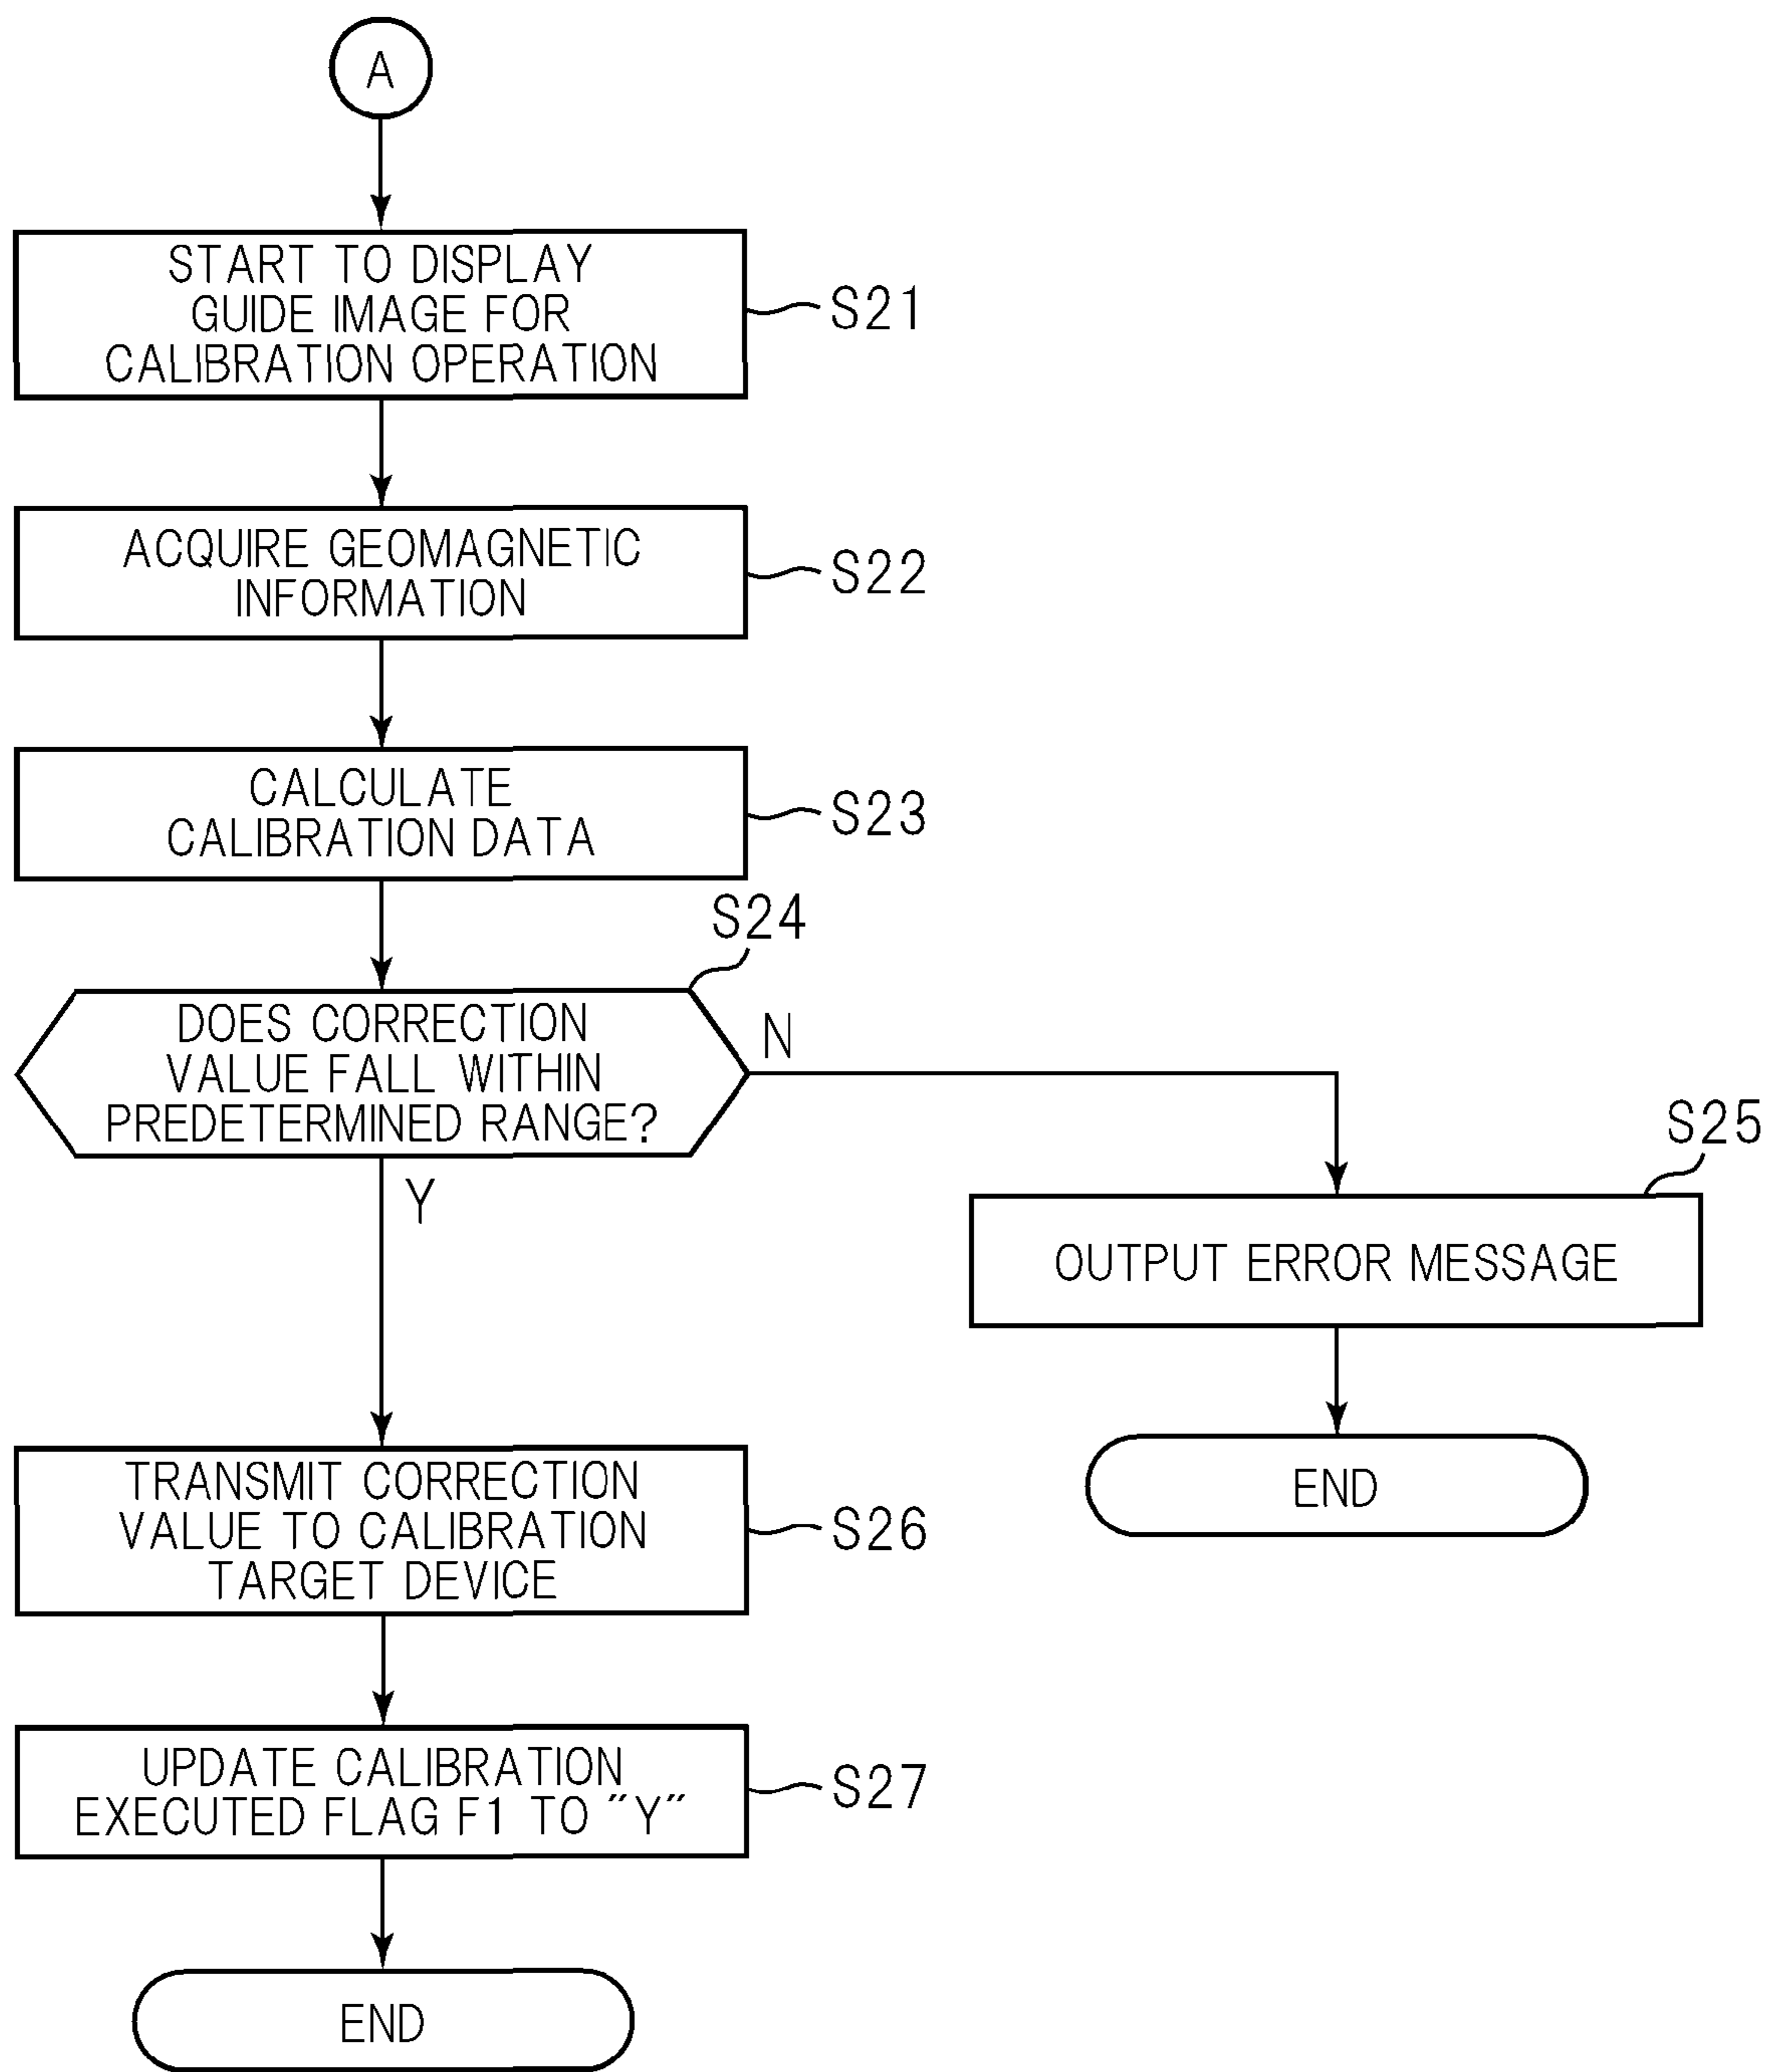 A
START TO DISPLAY
GUIDE IMAGE FOR
CALIBRATION OPERATION
S21
ACQUIRE GEOMAGNETIC
INFORMATION
S22
CALCULATE
CALIBRATION DATA
S23
S24
DOES CORRECTION
VALUE FALL WITHIN
PREDETERMINED RANGE?
N
Y
S25
OUTPUT ERROR MESSAGE
END
TRANSMIT CORRECTION
VALUE TO CALIBRATION
TARGET DEVICE
S26
UPDATE CALIBRATION
EXECUTED FLAG F1 TO "Y"
S27
END